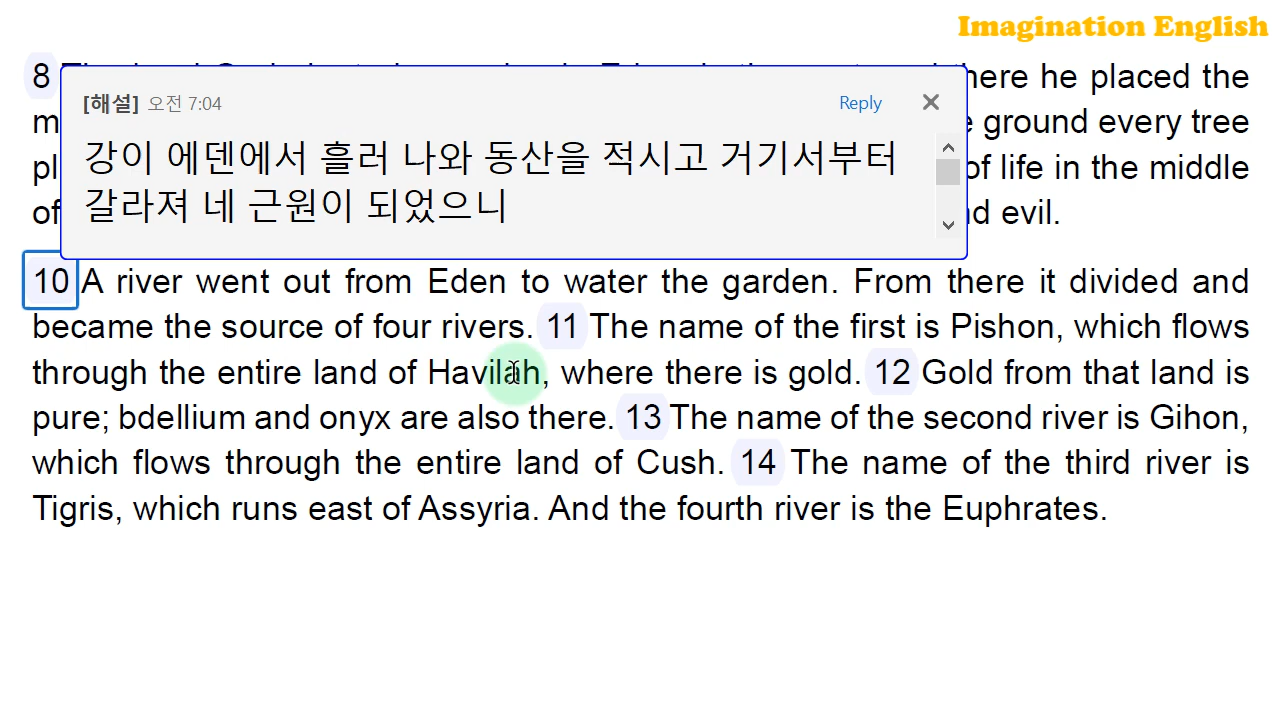 Imagination English
8 here he placed the
[해설] 오전 7:04 Reply
ground every tree
강이 에덴에서 흘러 나와 동산을 적시고 거기서부터
pl of life in the middle
갈라져 네 근원이 되었으니
of evil.
10 A river went out from Eden to water the garden. From there it divided and
became the source of four rivers. 11 The name of the first is Pishon, which flows
through the entire land of Havilah, where there is gold. 12 Gold from that land is
pure; bdellium and onyx are also there. 13 The name of the second river is Gihon,
which flows through the entire land of Cush. 14 The name of the third river is
Tigris, which runs east of Assyria. And the fourth river is the Euphrates.